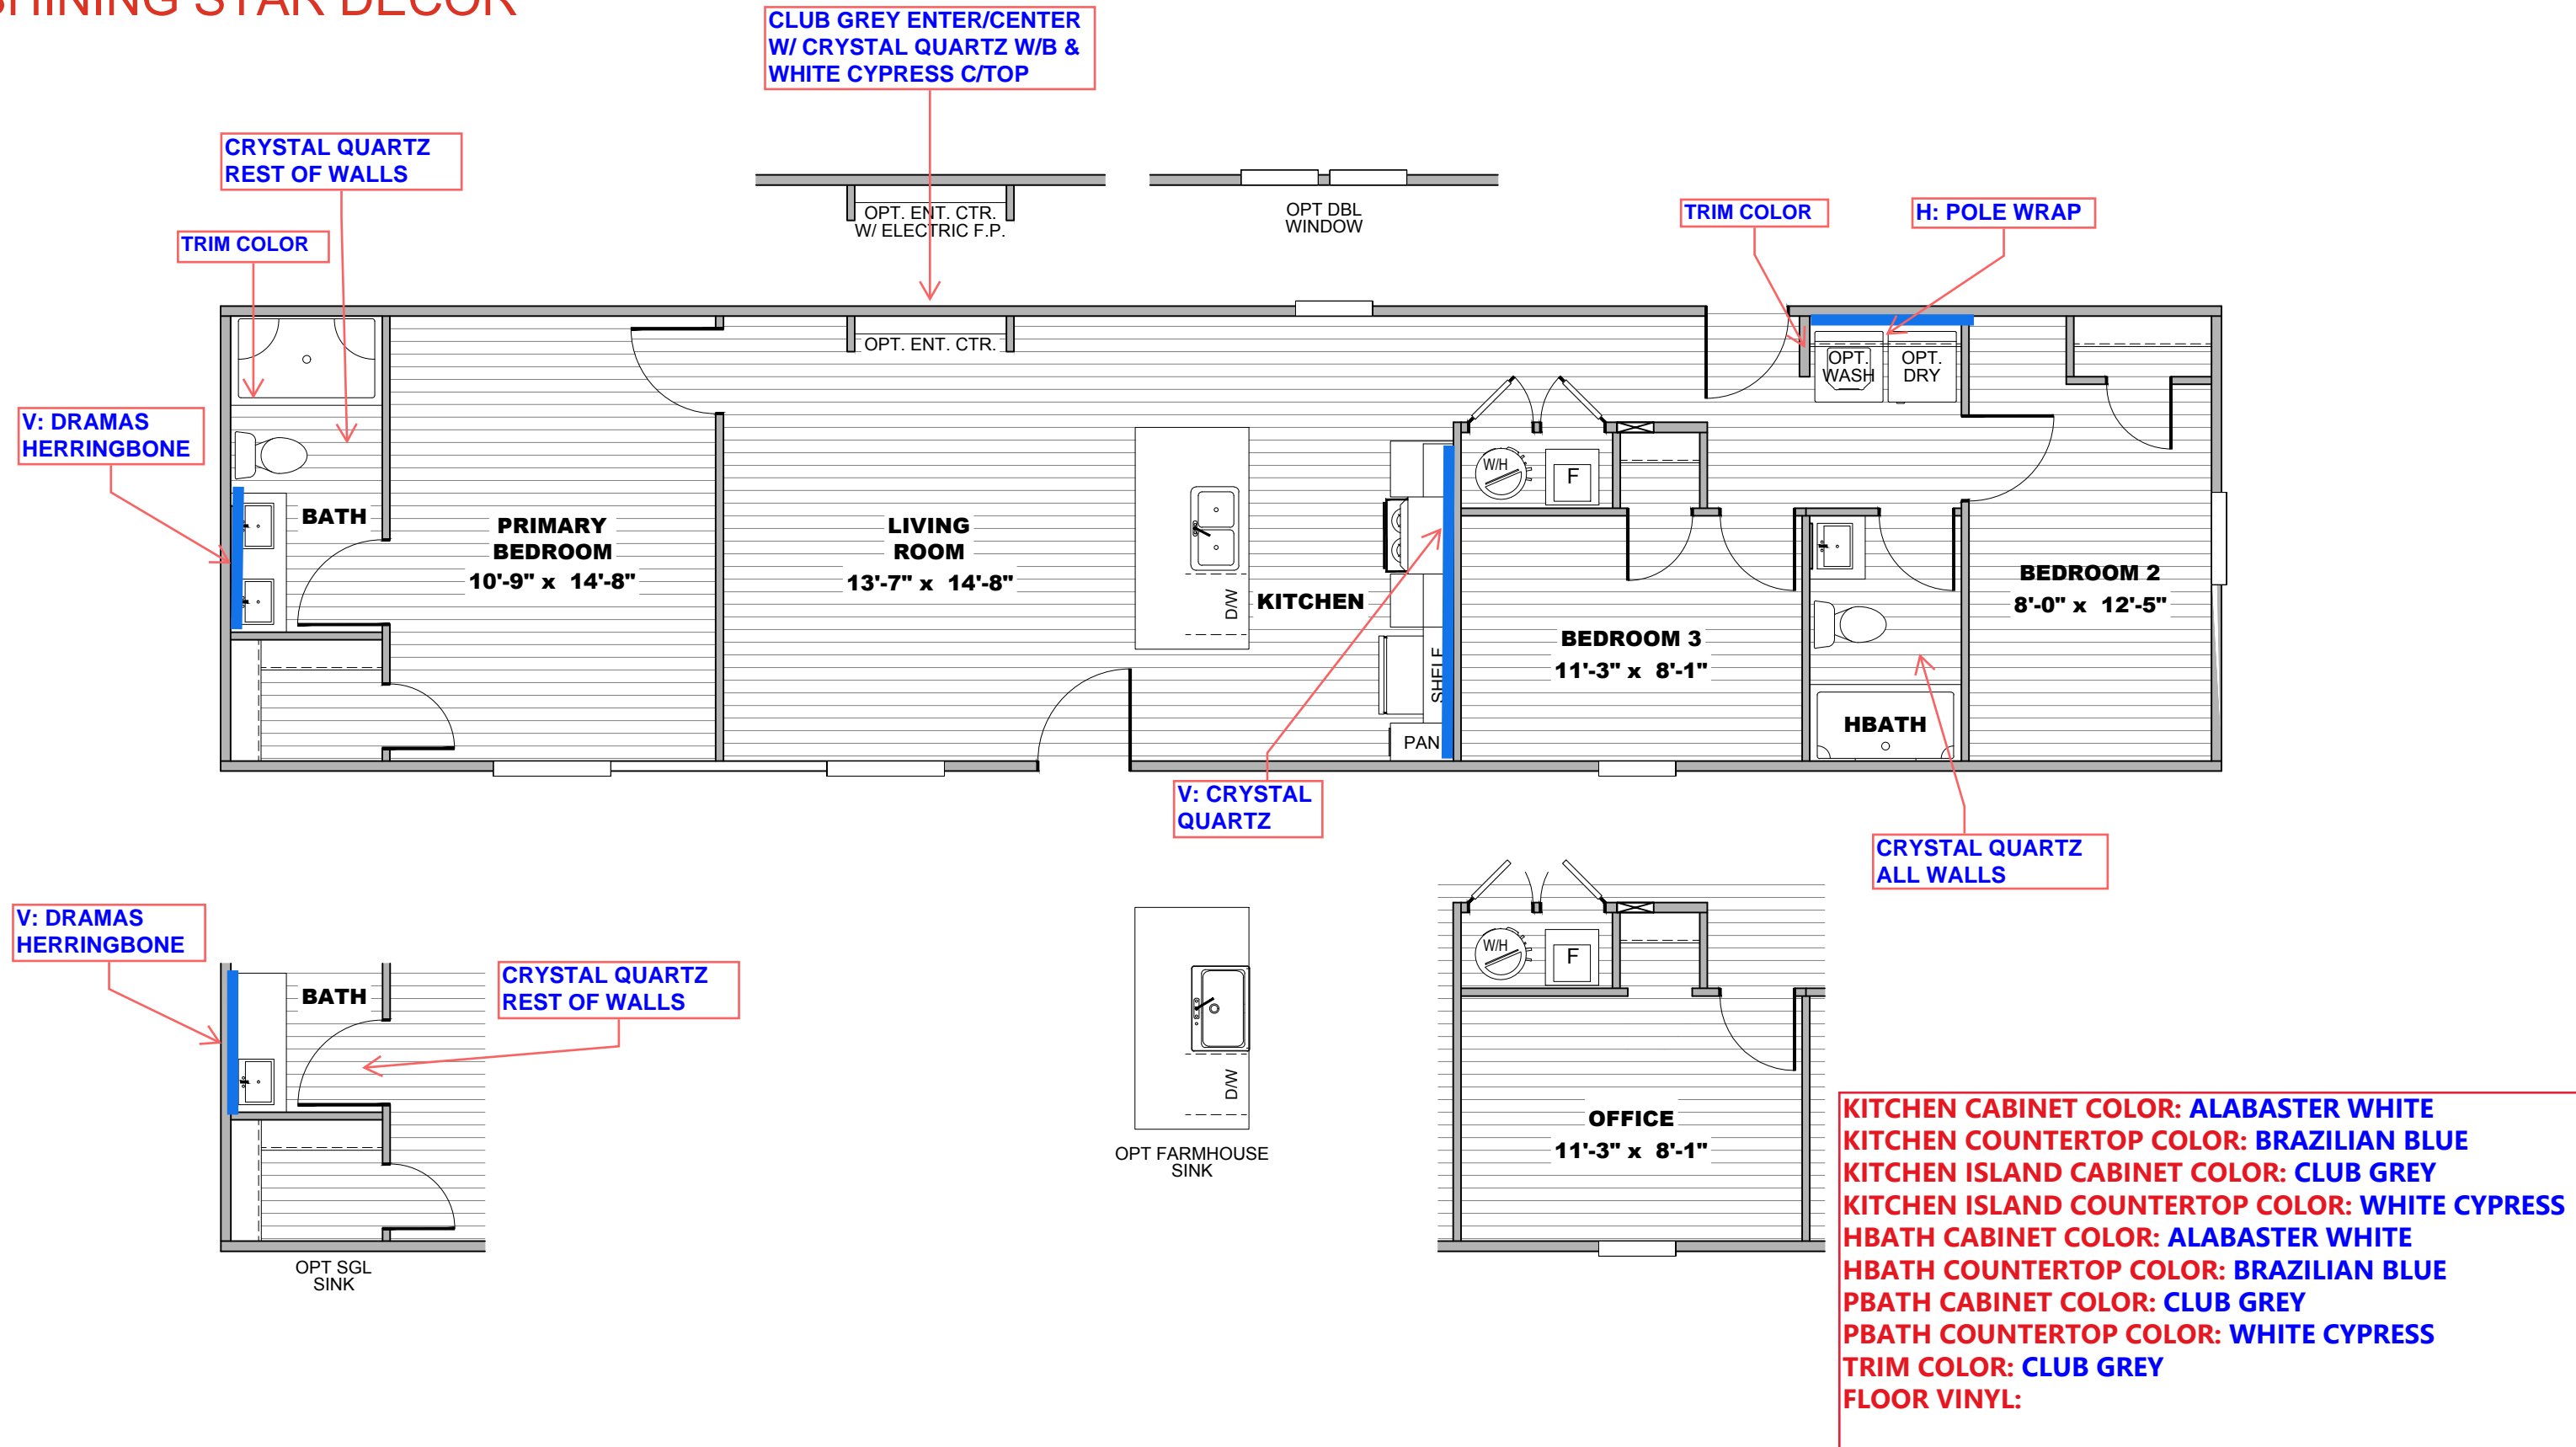 SHINING STAR DECOR
CLUB GREY ENTER/CENTER
W/ CRYSTAL QUARTZ W/B &
WHITE CYPRESS C/TOP
CRYSTAL QUARTZ
REST OF WALLS
TRIM COLOR
OPT. ENT. CTR.
W/ ELECTRIC F.P.
OPT DBL
WINDOW
TRIM COLOR
H: POLE WRAP
V: DRAMAS
HERRINGBONE
OPT. ENT. CTR.
OPT.
WASH
OPT.
DRY
W/H
F
BATH
PRIMARY
BEDROOM
10'-9" x 14'-8"
LIVING
ROOM
13'-7" x 14'-8"
D/W
KITCHEN
SHELF
PAN
BEDROOM 3
11'-3" x 8'-1"
HBATH
BEDROOM 2
8'-0" x 12'-5"
V: CRYSTAL
QUARTZ
CRYSTAL QUARTZ
ALL WALLS
V: DRAMAS
HERRINGBONE
BATH
CRYSTAL QUARTZ
REST OF WALLS
OPT SGL
SINK
D/W
OPT FARMHOUSE
SINK
W/H
F
OFFICE
11'-3" x 8'-1"
KITCHEN CABINET COLOR: ALABASTER WHITE
KITCHEN COUNTERTOP COLOR: BRAZILIAN BLUE
KITCHEN ISLAND CABINET COLOR: CLUB GREY
KITCHEN ISLAND COUNTERTOP COLOR: WHITE CYPRESS
HBATH CABINET COLOR: ALABASTER WHITE
HBATH COUNTERTOP COLOR: BRAZILIAN BLUE
PBATH CABINET COLOR: CLUB GREY
PBATH COUNTERTOP COLOR: WHITE CYPRESS
TRIM COLOR: CLUB GREY
FLOOR VINYL: